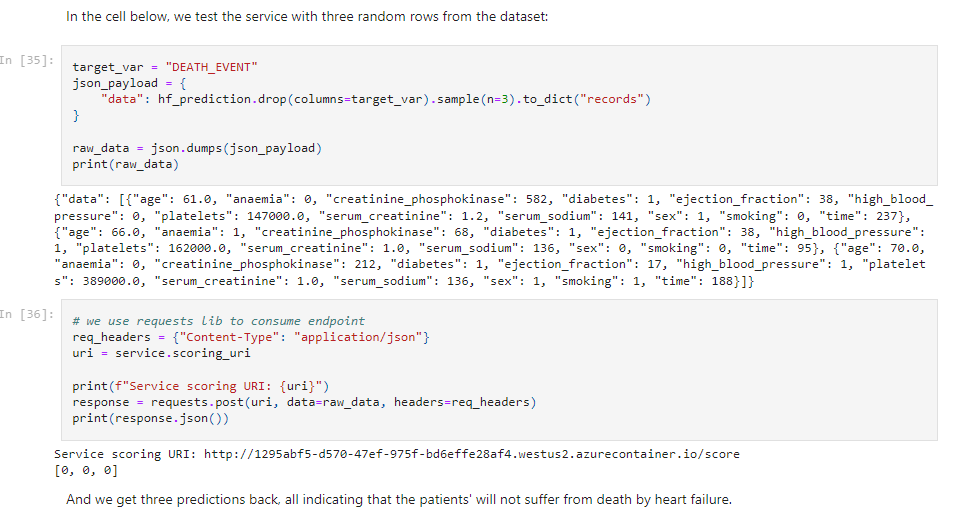 In the cell below, we test the service with three random rows from the dataset:
In [35]:
target_var = "DEATH_EVENT"
json_payload = {
    "data": hf_prediction.drop(columns=target_var).sample(n=3).to_dict("records")
}
raw_data = json.dumps(json_payload)
print(raw_data)
{"data": [{"age": 61.0, "anaemia": 0, "creatinine_phosphokinase": 582, "diabetes": 1, "ejection_fraction": 38, "high_blood_
pressure": 0, "platelets": 147000.0, "serum_creatinine": 1.2, "serum_sodium": 141, "sex": 1, "smoking": 0, "time": 237},
{"age": 66.0, "anaemia": 1, "creatinine_phosphokinase": 68, "diabetes": 1, "ejection_fraction": 38, "high_blood_pressure":
1, "platelets": 162000.0, "serum_creatinine": 1.0, "serum_sodium": 136, "sex": 0, "smoking": 0, "time": 95}, {"age": 70.0,
"anaemia": 0, "creatinine_phosphokinase": 212, "diabetes": 1, "ejection_fraction": 17, "high_blood_pressure": 1, "platelet
s": 389000.0, "serum_creatinine": 1.0, "serum_sodium": 136, "sex": 1, "smoking": 1, "time": 188}]}
In [36]:
# we use requests lib to consume endpoint
req_headers = {"Content-Type": "application/json"}
uri = service.scoring_uri
print(f"Service scoring URI: {uri}")
response = requests.post(uri, data=raw_data, headers=req_headers)
print(response.json())
Service scoring URI: http://1295abf5-d570-47ef-975f-bd6effe28af4.westus2.azurecontainer.io/score
[0, 0, 0]
And we get three predictions back, all indicating that the patients' will not suffer from death by heart failure.